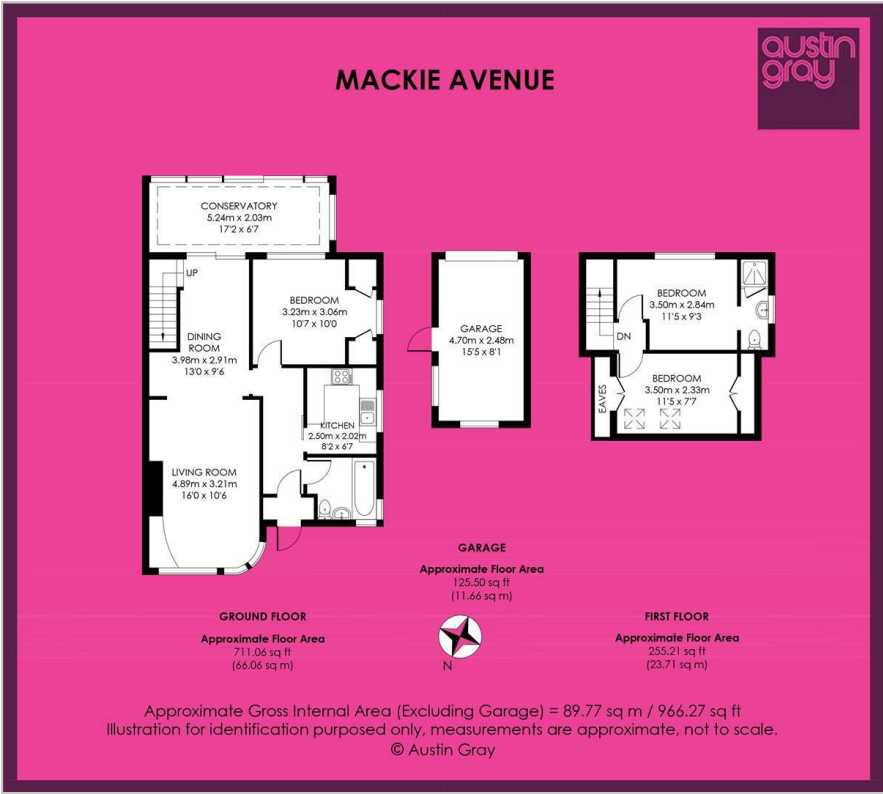 austin
gray
MACKIE AVENUE
CONSERVATORY
5.24m x 2.03m
17'2 x 6'7
UP
BEDROOM
3.23m x 3.06m
10'7 x 10'0
DINING
ROOM
3.98m x 2.91m
13'0 x 9'6
KITCHEN
2.50m x 2.02m
8'2 x 6'7
LIVING ROOM
4.89m x 3.21m
16'0 x 10'6
GARAGE
4.70m x 2.48m
15'5 x 8'1
BEDROOM
3.50m x 2.84m
11'5 x 9'3
DN
BEDROOM
3.50m x 2.33m
11'5 x 7'7
EAVES
GARAGE
Approximate Floor Area
125.50 sq ft
(11.66 sq m)
GROUND FLOOR
Approximate Floor Area
711.06 sq ft
(66.06 sq m)
N
FIRST FLOOR
Approximate Floor Area
255.21 sq ft
(23.71 sq m)
Approximate Gross Internal Area (Excluding Garage) = 89.77 sq m / 966.27 sq ft
Illustration for identification purposed only, measurements are approximate, not to scale.
© Austin Gray